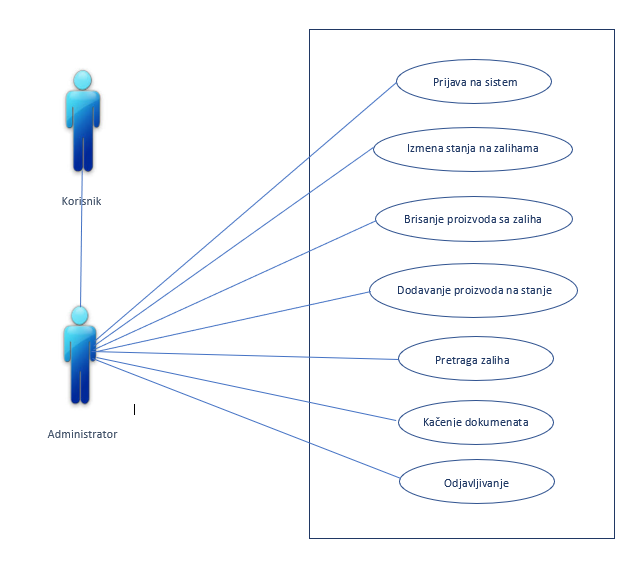 Prijava na sistem
Izmena stanja na zalihama
Korisnik
Brisanje proizvoda sa zaliha
Dodavanje proizvoda na stanje
Pretraga zaliha
Kačenje dokumenata
Administrator
Odjavljivanje